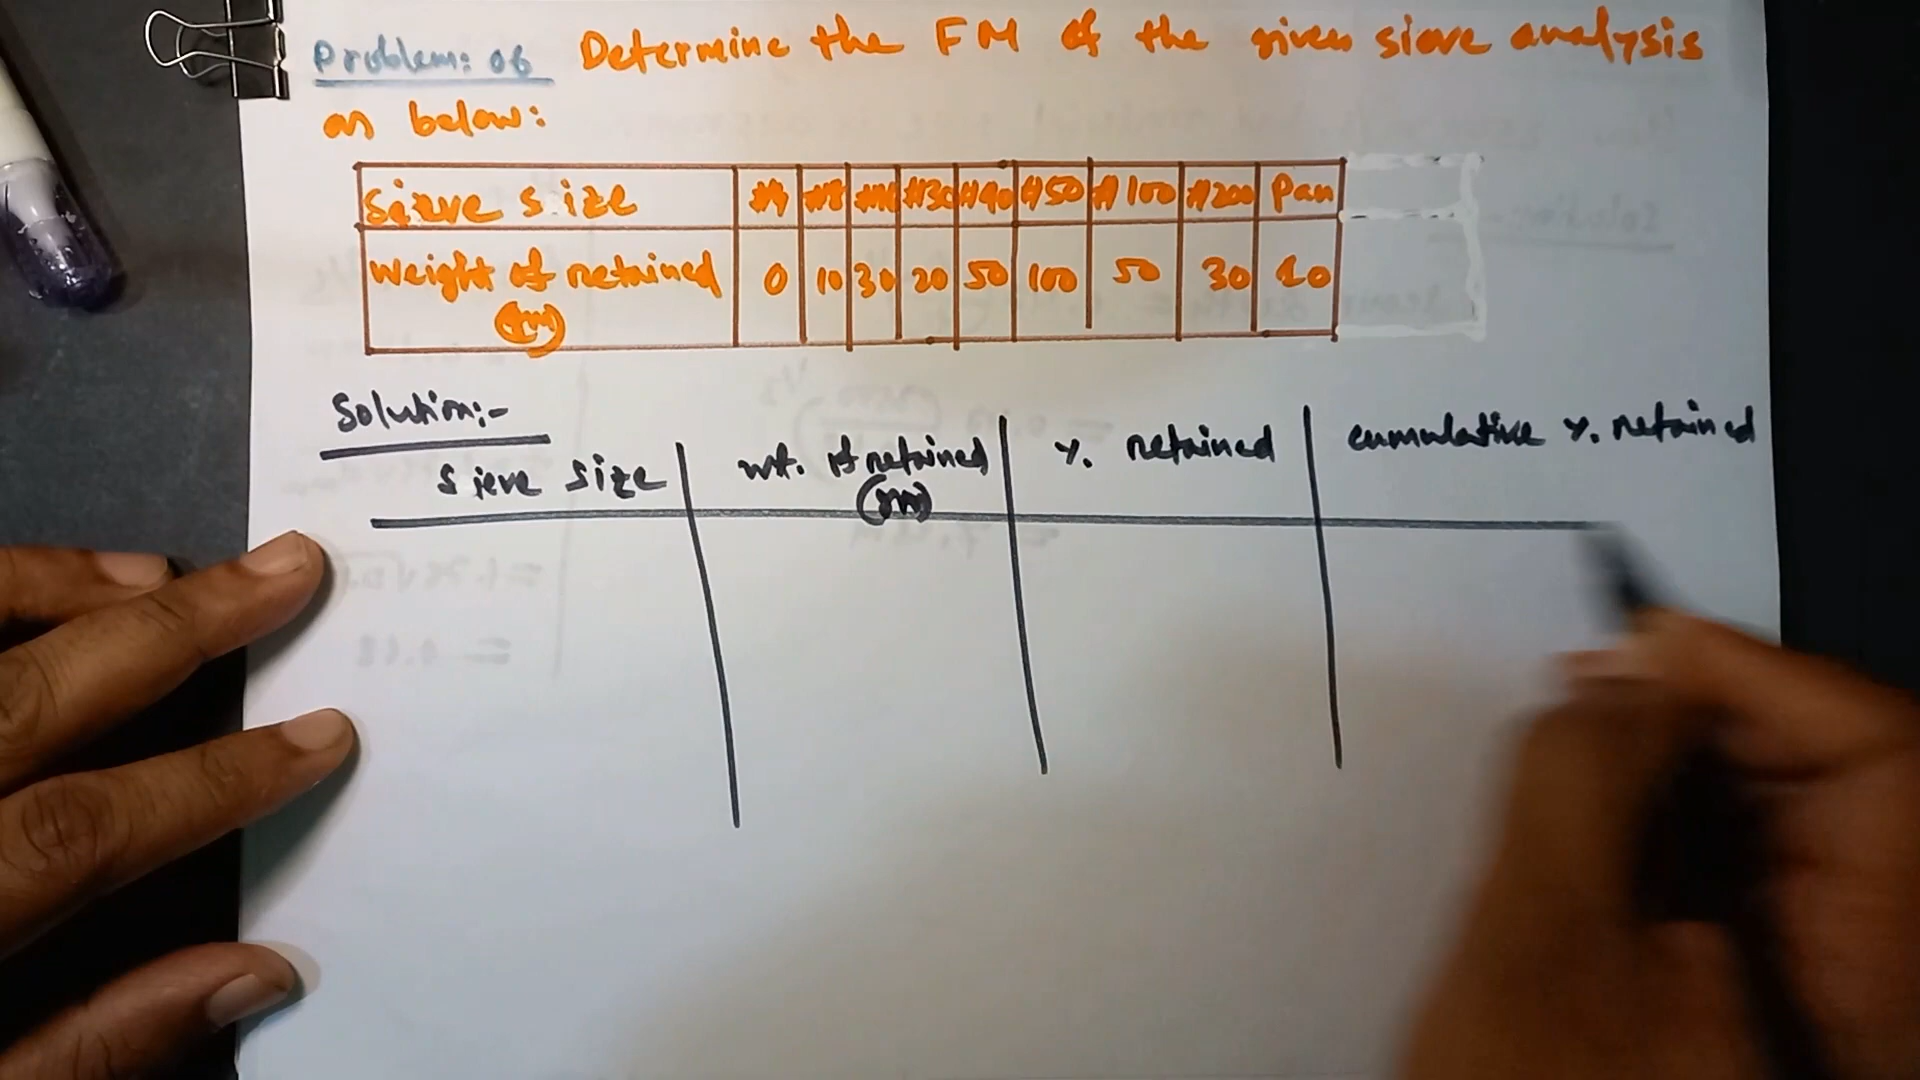 Problem: 06 Determine the FM of the given sieve analysis
as below:
Sieve size #4 #8 #16 #30 #40 #50 #100 #200 Pan
Weight of retained 0 10 30 20 50 100 50 30 10
(gm)
Solution:-
Sieve size wt. of retained % retained cumulative % retained
(gm)